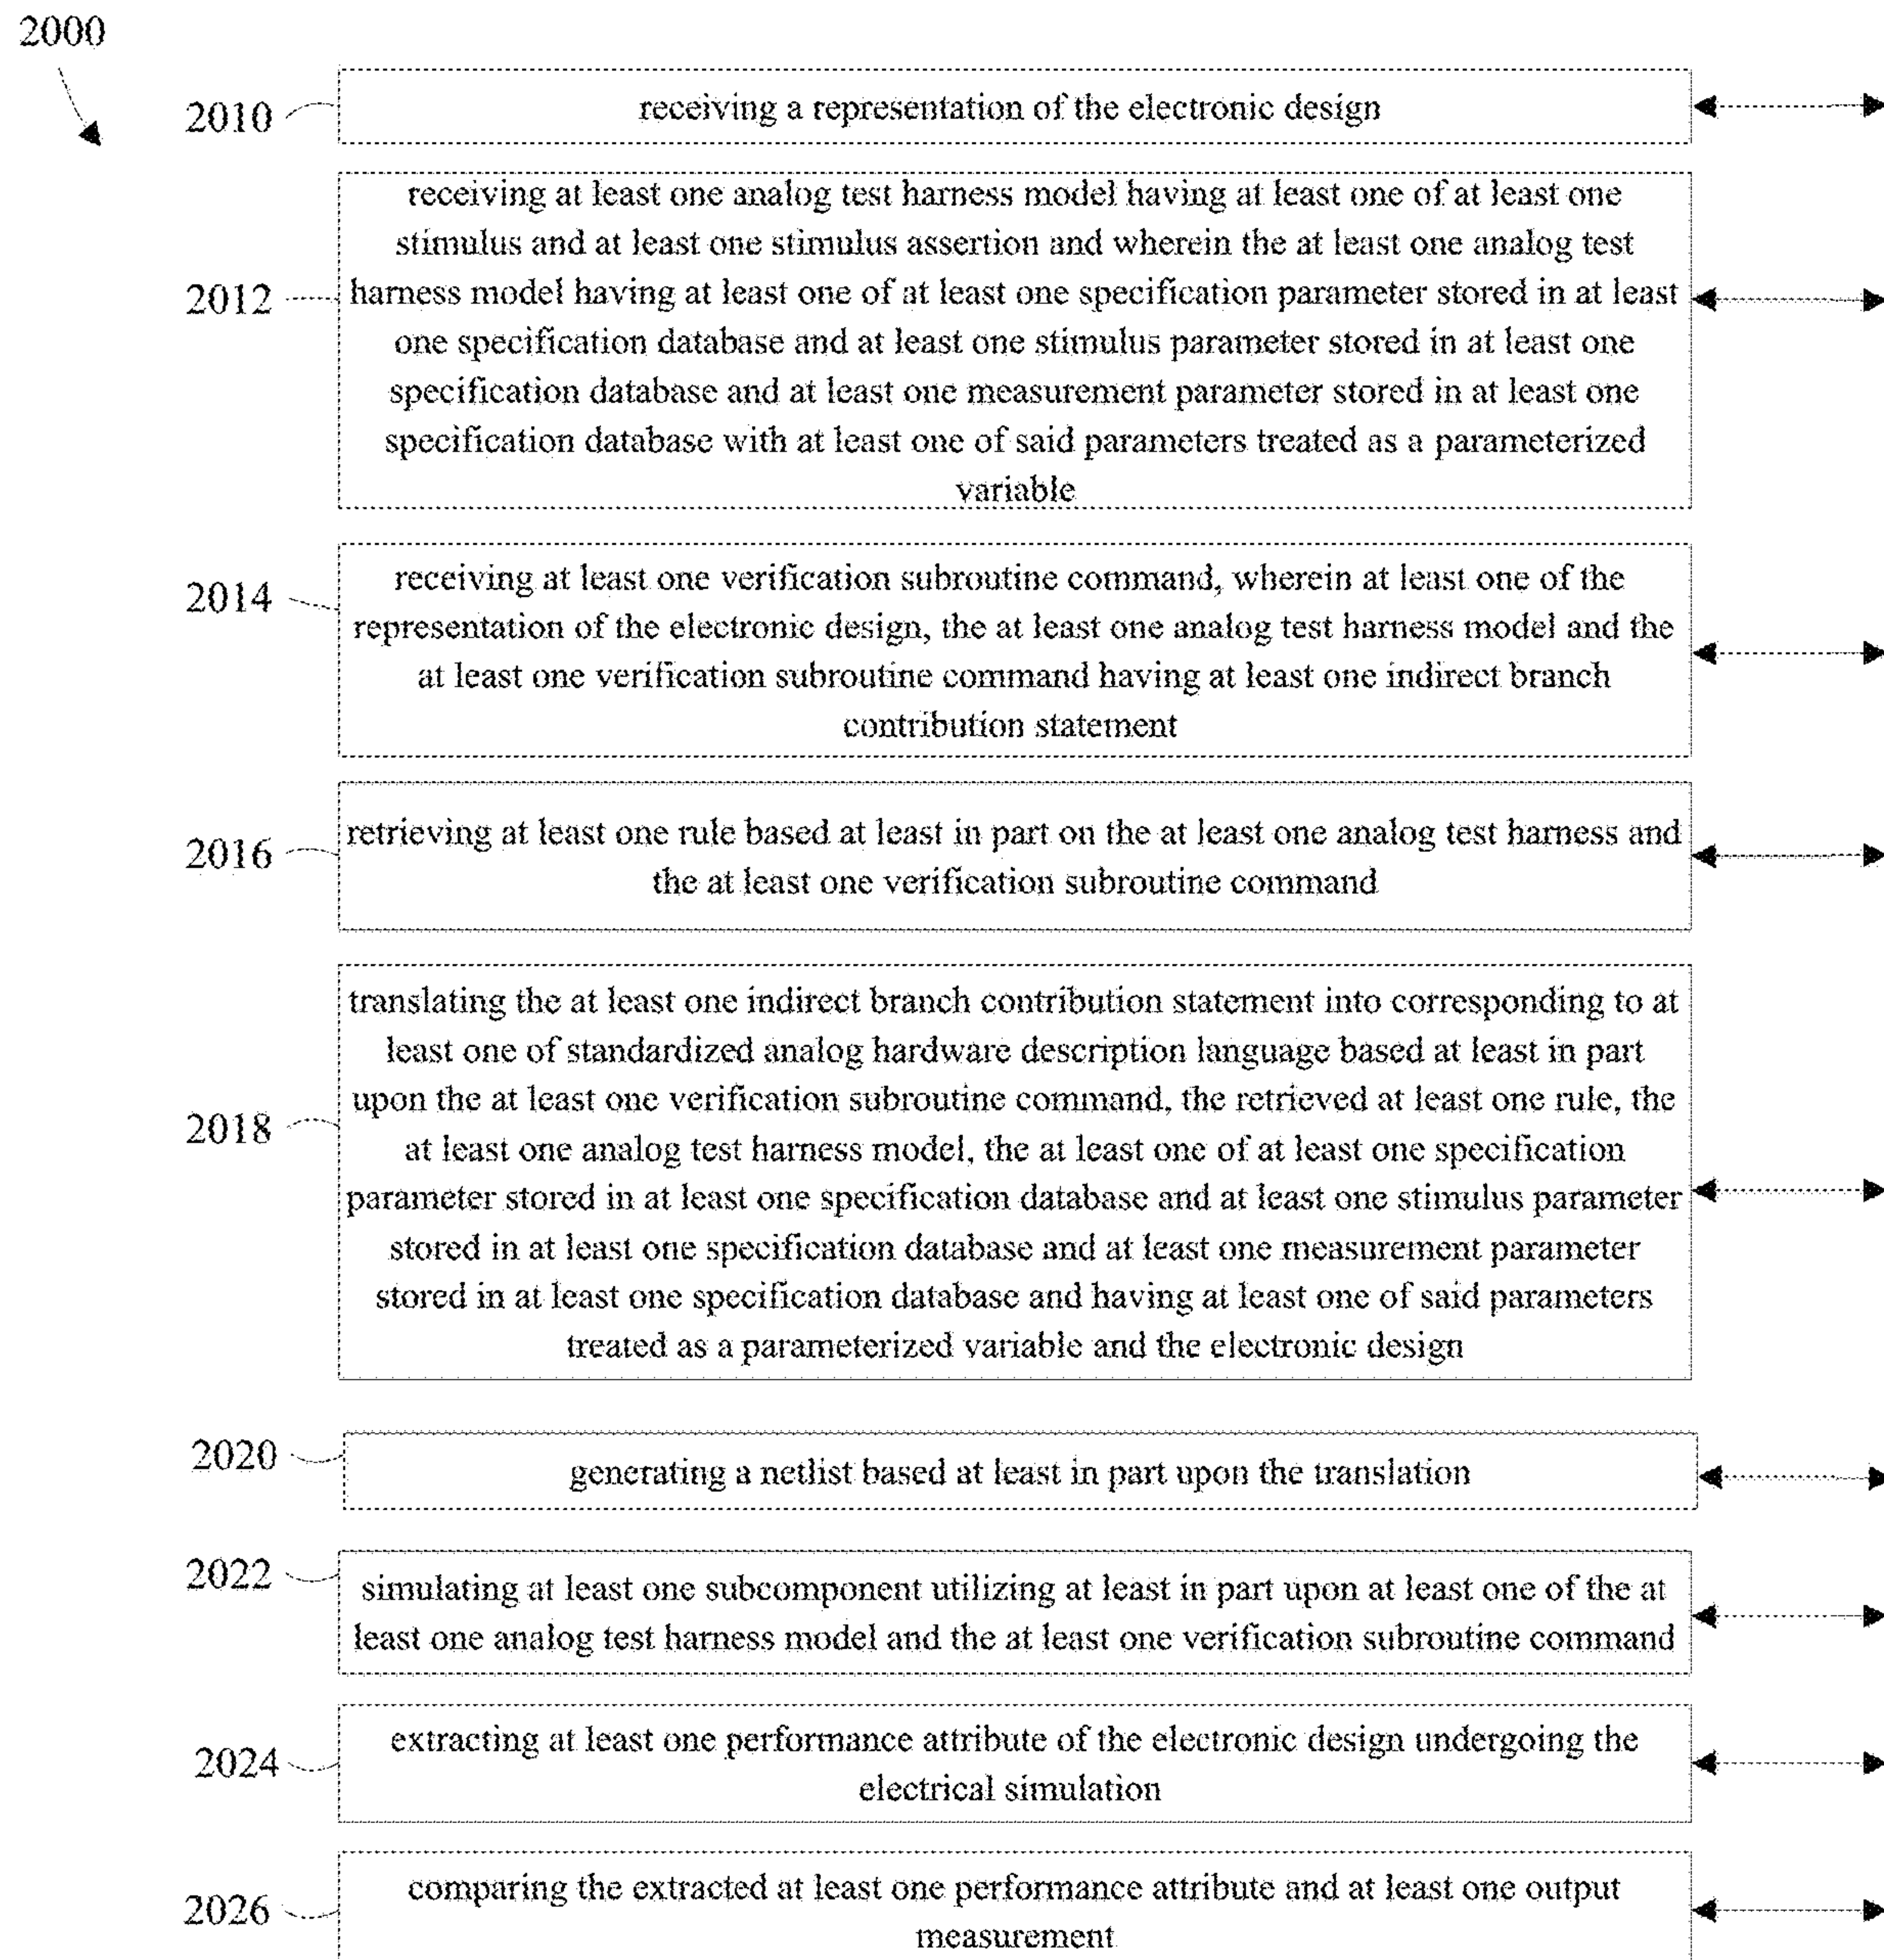 2000
2010
receiving a representation of the electronic design
2012
receiving at least one analog test harness model having at least one of at least one
stimulus and at least one stimulus assertion and wherein the at least one analog test
harness model having at least one of at least one specification parameter stored in at least
one specification database and at least one stimulus parameter stored in at least one
specification database and at least one measurement parameter stored in at least one
specification database with at least one of said parameters treated as a parameterized
variable
2014
receiving at least one verification subroutine command, wherein at least one of the
representation of the electronic design, the at least one analog test harness model and the
at least one verification subroutine command having at least one indirect branch
contribution statement
2016
retrieving at least one rule based at least in part on the at least one analog test harness and
the at least one verification subroutine command
2018
translating the at least one indirect branch contribution statement into corresponding to at
least one of standardized analog hardware description language based at least in part
upon the at least one verification subroutine command, the retrieved at least one rule, the
at least one analog test harness model, the at least one of at least one specification
parameter stored in at least one specification database and at least one stimulus parameter
stored in at least one specification database and at least one measurement parameter
stored in at least one specification database and having at least one of said parameters
treated as a parameterized variable and the electronic design
2020
generating a netlist based at least in part upon the translation
2022
simulating at least one subcomponent utilizing at least in part upon at least one of the at
least one analog test harness model and the at least one verification subroutine command
2024
extracting at least one performance attribute of the electronic design undergoing the
electrical simulation
2026
comparing the extracted at least one performance attribute and at least one output
measurement